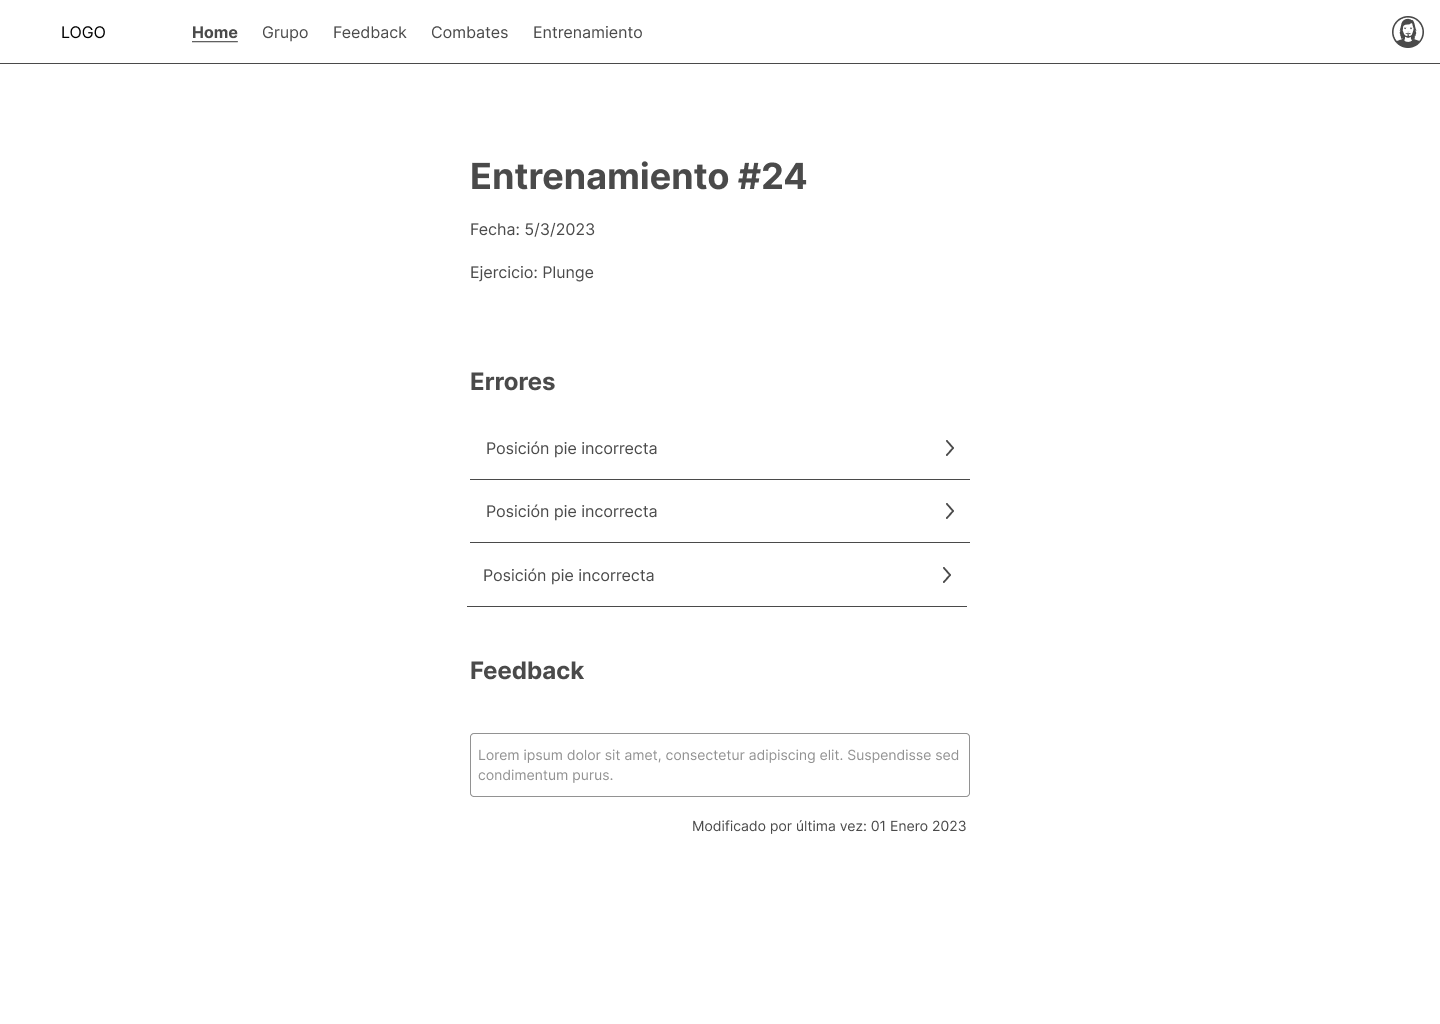 LOGO
Home Grupo Feedback Combates Entrenamiento
Entrenamiento #24
Fecha: 5/3/2023
Ejercicio: Plunge
Errores
Posición pie incorrecta
Posición pie incorrecta
Posición pie incorrecta
Feedback
Lorem ipsum dolor sit amet, consectetur adipiscing elit. Suspendisse sed
condimentum purus.
Modificado por última vez: 01 Enero 2023